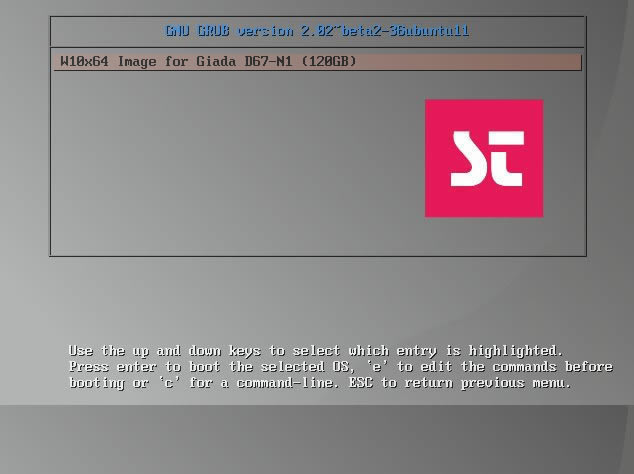 GNU GRUB version 2.02~beta2-36ubuntu11
W10x64 Image for Giada D67-N1 (120GB)
St
Use the up and down keys to select which entry is highlighted.
Press enter to boot the selected OS, `e' to edit the commands before
booting or `c' for a command-line. ESC to return previous menu.